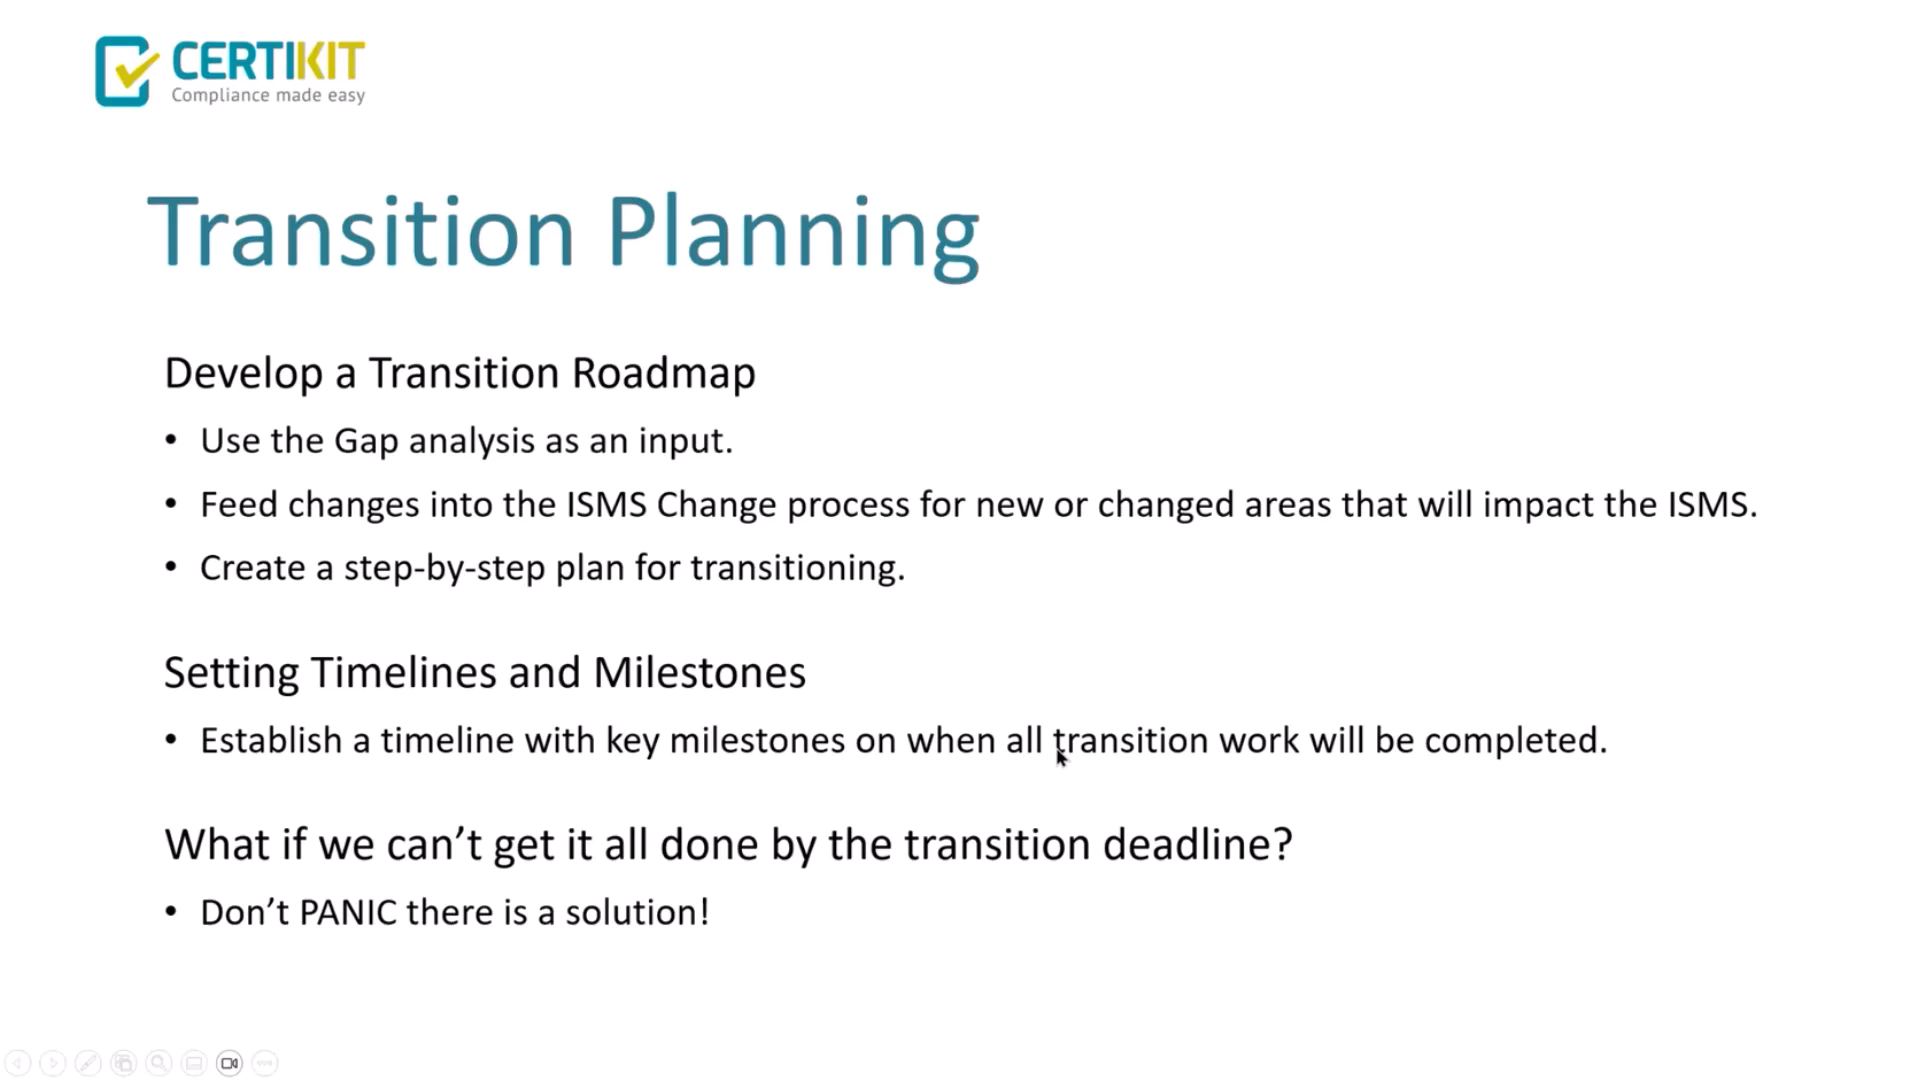 CERTIKIT
Compliance made easy
Transition Planning
Develop a Transition Roadmap
• Use the Gap analysis as an input.
• Feed changes into the ISMS Change process for new or changed areas that will impact the ISMS.
• Create a step-by-step plan for transitioning.
Setting Timelines and Milestones
• Establish a timeline with key milestones on when all transition work will be completed.
What if we can’t get it all done by the transition deadline?
• Don’t PANIC there is a solution!